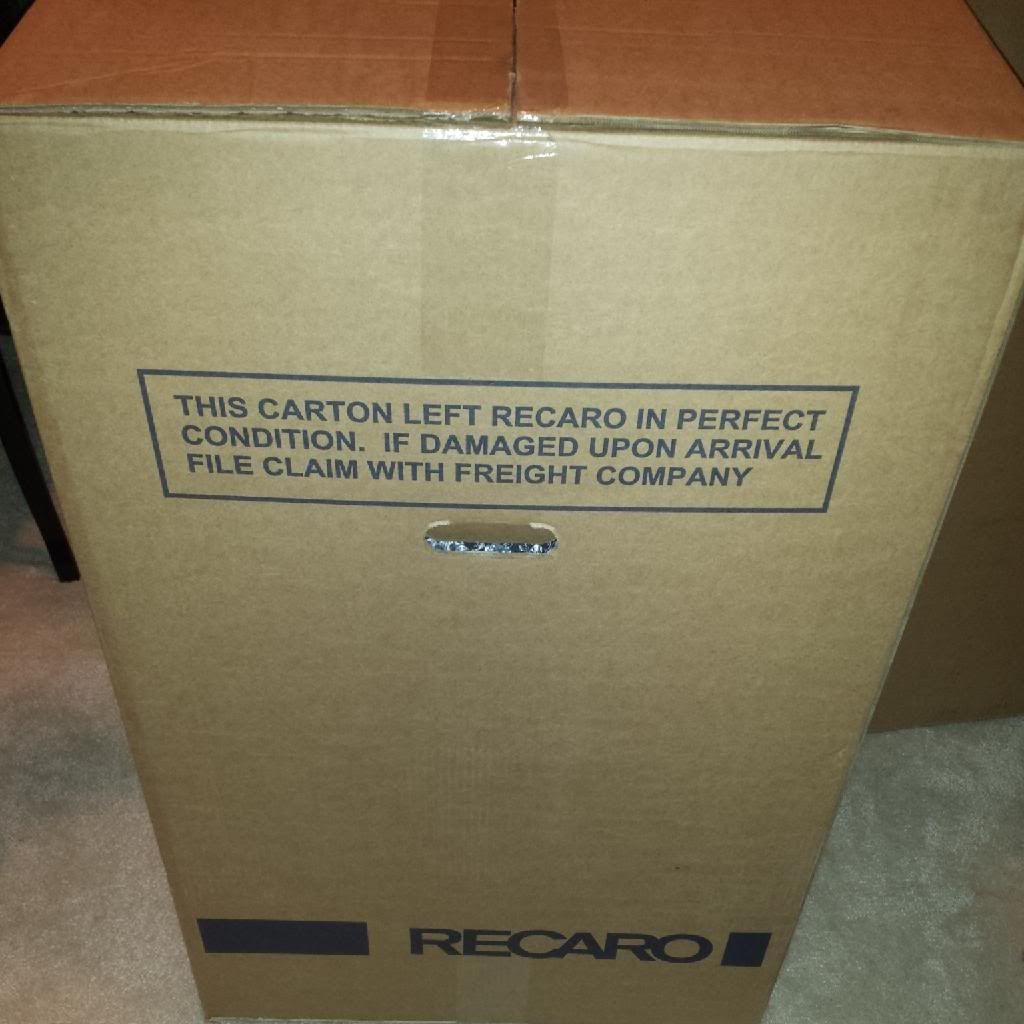 THIS CARTON LEFT RECARO IN PERFECT
CONDITION. IF DAMAGED UPON ARRIVAL
FILE CLAIM WITH FREIGHT COMPANY
RECARO